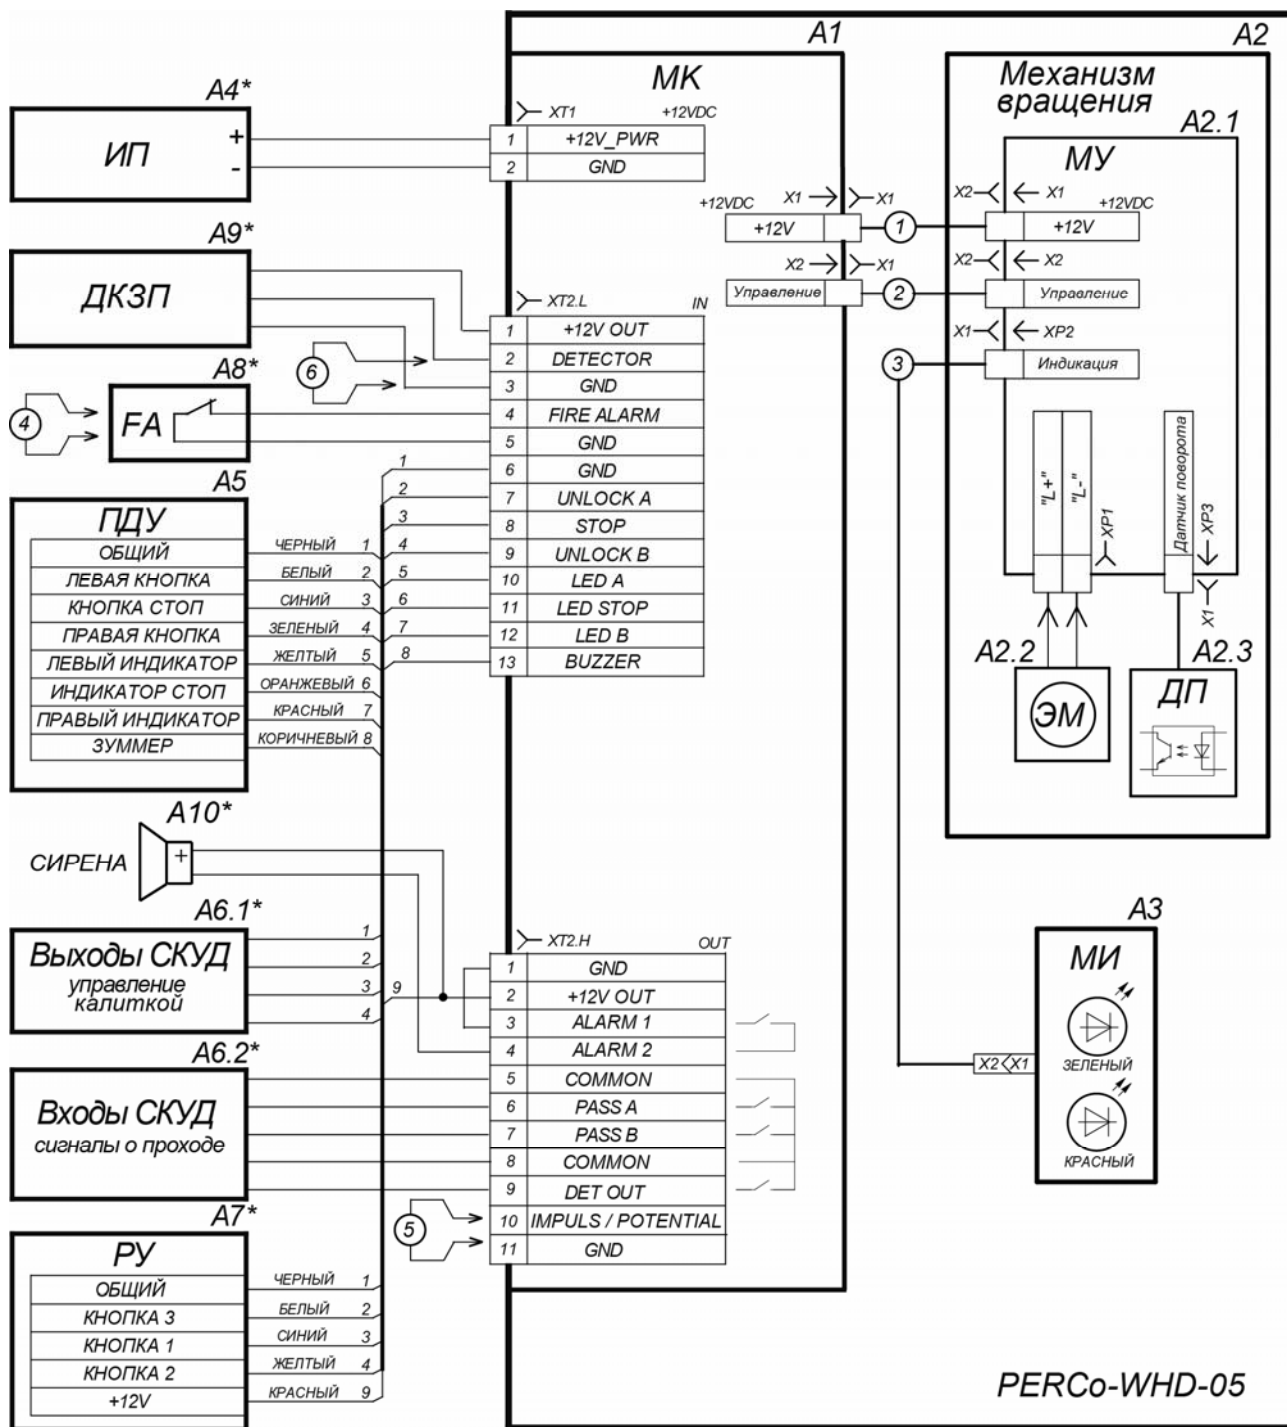 A1
A2
МК
Механизм
вращения
A4*
ИП
+
-
XT1
+12VDC
1
+12V_PWR
2
GND
A2.1
МУ
X1
X1
+12VDC
+12V
1
X2
X1
+12VDC
+12V
X2
X1
Управление
2
X2
X2
Управление
3
X1
XP2
Индикация
A9*
ДКЗП
XT2.L
IN
1
+12V OUT
2
DETECTOR
3
GND
4
FIRE ALARM
5
GND
6
GND
7
UNLOCK A
8
STOP
9
UNLOCK B
10
LED A
11
LED STOP
12
LED B
13
BUZZER
6
A8*
FA
4
1
2
3
4
5
6
7
8
A5
ПДУ
ОБЩИЙ
ЧЕРНЫЙ
1
ЛЕВАЯ КНОПКА
БЕЛЫЙ
2
КНОПКА СТОП
СИНИЙ
3
ПРАВАЯ КНОПКА
ЗЕЛЕНЫЙ
4
ЛЕВЫЙ ИНДИКАТОР
ЖЕЛТЫЙ
5
ИНДИКАТОР СТОП
ОРАНЖЕВЫЙ
6
ПРАВЫЙ ИНДИКАТОР
КРАСНЫЙ
7
ЗУММЕР
КОРИЧНЕВЫЙ
8
"L+"
"L-"
XP1
Датчик поворота
XP3
X1
A2.2
ЭМ
A2.3
ДП
A10*
СИРЕНА
+
A6.1*
Выходы СКУД
управление
калиткой
1
2
3
4
9
XT2.H
OUT
1
GND
2
+12V OUT
3
ALARM 1
4
ALARM 2
5
COMMON
6
PASS A
7
PASS B
8
COMMON
9
DET OUT
10
IMPULS / POTENTIAL
11
GND
A6.2*
Входы СКУД
сигналы о проходе
5
A3
МИ
X2
X1
ЗЕЛЕНЫЙ
КРАСНЫЙ
A7*
РУ
ОБЩИЙ
ЧЕРНЫЙ
1
КНОПКА 3
БЕЛЫЙ
2
КНОПКА 1
СИНИЙ
3
КНОПКА 2
ЖЕЛТЫЙ
4
+12V
КРАСНЫЙ
9
PERCo-WHD-05